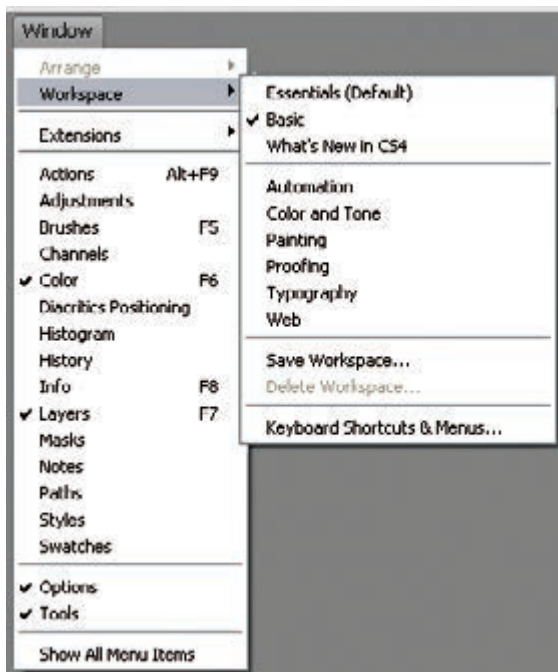 Window
Arrange
Workspace
Extensions
Actions Alt+F9
Adjustments
Brushes F5
Channels
Color F6
Diacritics Positioning
Histogram
History
Info F8
Layers F7
Masks
Notes
Paths
Styles
Swatches
Options
Tools
Show All Menu Items
Essentials (Default)
Basic
What's New in CS4
Automation
Color and Tone
Painting
Proofing
Typography
Web
Save Workspace...
Delete Workspace...
Keyboard Shortcuts & Menus...